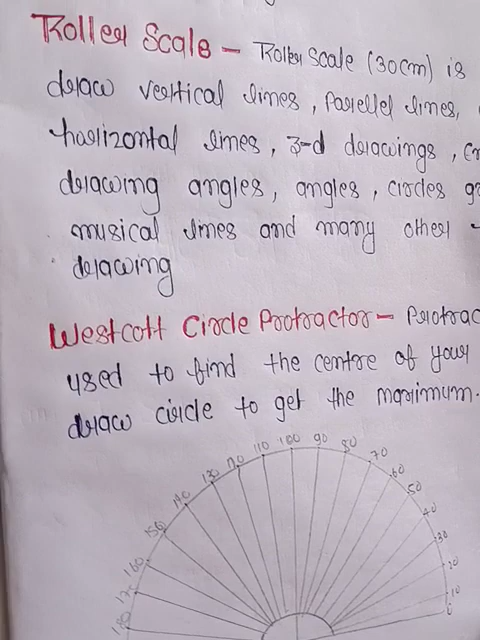 Roller Scale - Roller Scale (30cm) is
draw vertical lines, Parellel lines,
horizontal lines, 3-d drawings,
drawing angles, angles, circles
musical lines and many other
drawing
Westcott Circle Protractor -
used to find the centre of your
draw circle to get the maximum.
180 170 160 150 140 130 120 110 100 90 80 70 60 50 40 30 20 10 0